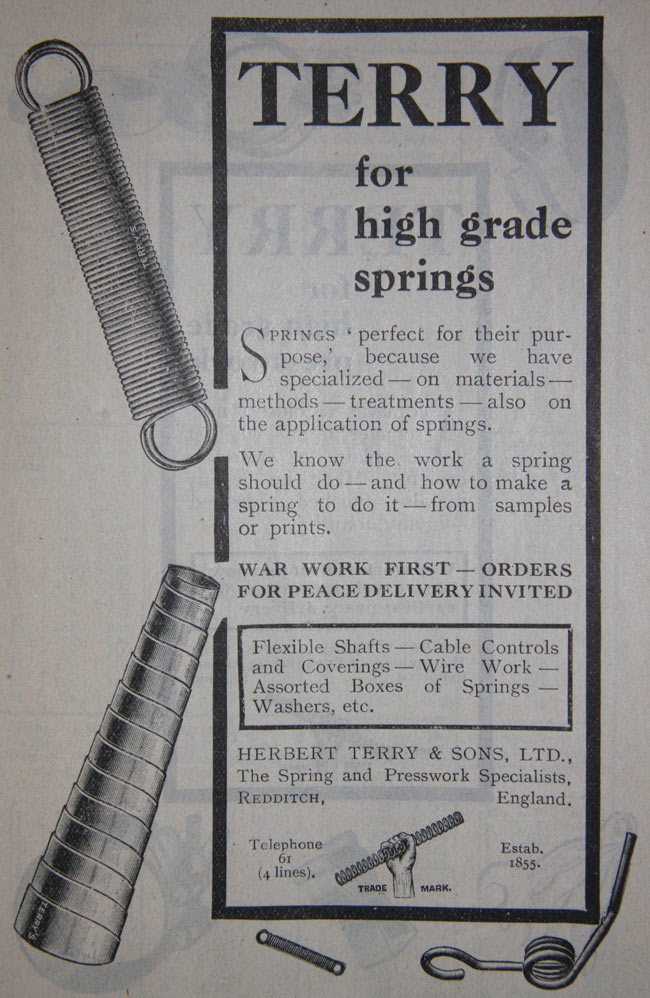 TERRY
for
high grade
springs
SPRINGS ‘perfect for their pur-
pose,’ because we have
specialized — on materials —
methods — treatments — also on
the application of springs.
We know the work a spring
should do — and how to make a
spring to do it — from samples
or prints.
WAR WORK FIRST — ORDERS
FOR PEACE DELIVERY INVITED
Flexible Shafts — Cable Controls
and Coverings — Wire Work —
Assorted Boxes of Springs —
Washers, etc.
HERBERT TERRY & SONS, LTD.,
The Spring and Presswork Specialists,
REDDITCH, England.
Telephone
61
(4 lines).
TRADE MARK.
Estab.
1855.
TERRY'S
TERRY'S